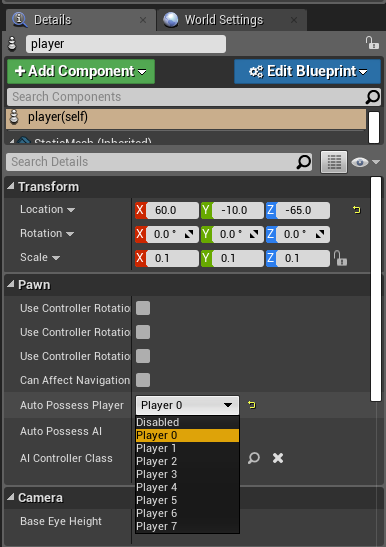 Details
World Settings
player
+ Add Component
Edit Blueprint
Search Components
player(self)
StaticMesh (Inherited)
Search Details
Transform
Location X 60.0 Y -10.0 Z -65.0
Rotation X 0.0 ° Y 0.0 ° Z 0.0 °
Scale X 0.1 Y 0.1 Z 0.1
Pawn
Use Controller Rotatio
Use Controller Rotatio
Use Controller Rotatio
Can Affect Navigation
Auto Possess Player Player 0
Disabled
Auto Possess AI Player 0
Player 1
Player 2
AI Controller Class Player 3
Player 4
Player 5
Camera Player 6
Base Eye Height Player 7